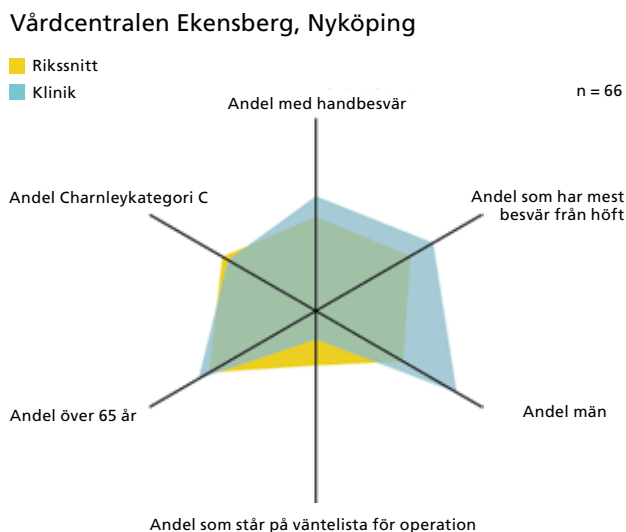 Vårdcentralen Ekensberg, Nyköping
Rikssnitt
Klinik
n = 66
Andel med handbesvär
Andel Charnleykategori C
Andel som har mest
besvär från höft
Andel över 65 år
Andel män
Andel som står på väntelista för operation